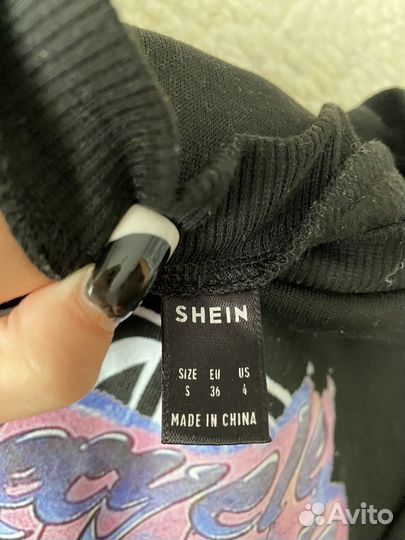 SHEIN
SIZE EU US
S 36 4
MADE IN CHINA
Avito